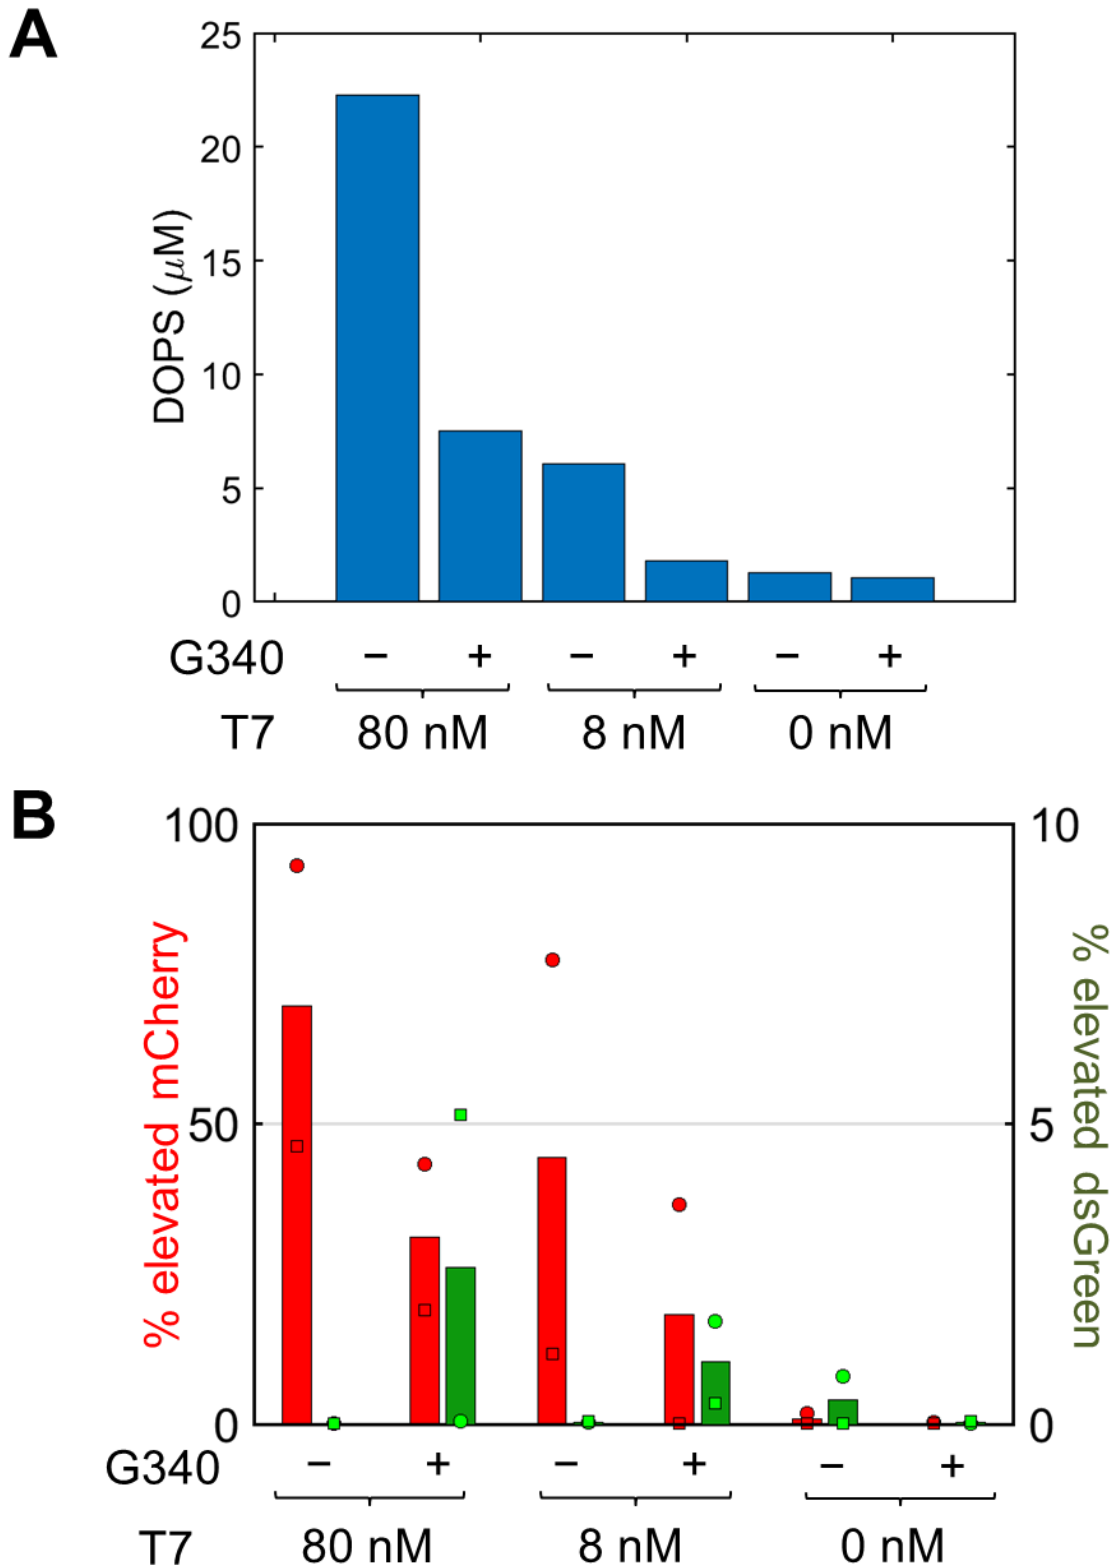 A
25
20
15
10
5
0
DOPS (μM)
G340 − + − + − +
T7 80 nM 8 nM 0 nM
B
100 10
50 5
0 0
% elevated mCherry
% elevated dsGreen
G340 − + − + − +
T7 80 nM 8 nM 0 nM